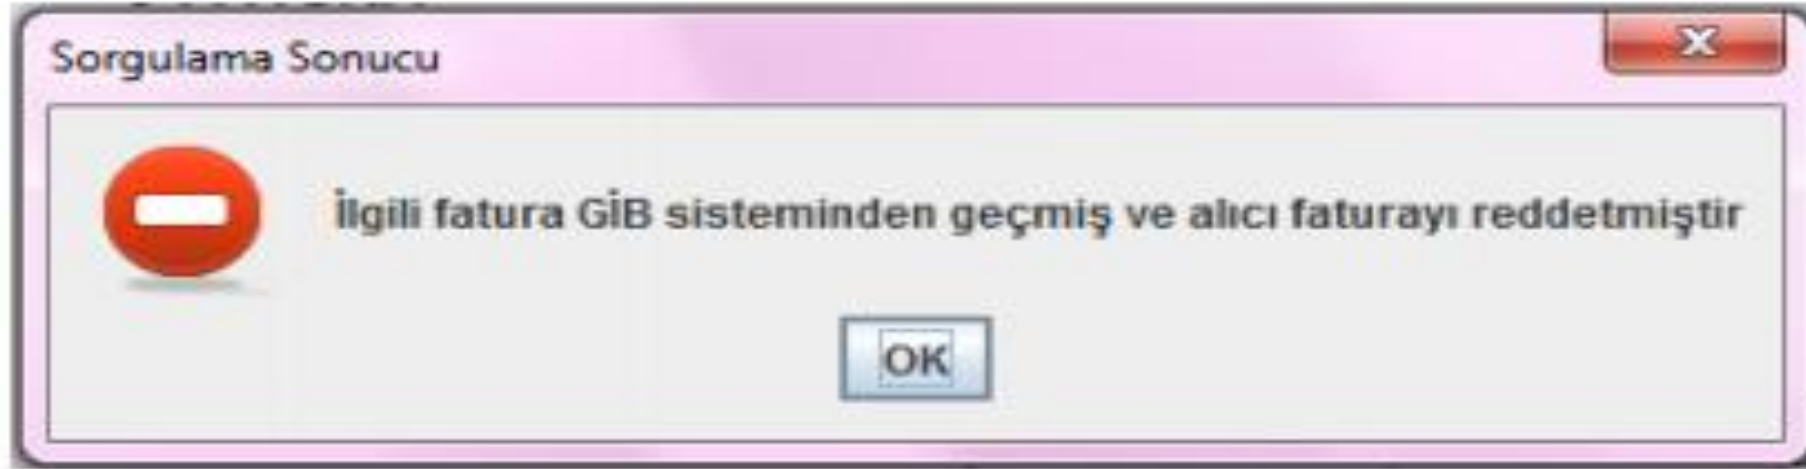 Sorgulama Sonucu
İlgili fatura GİB sisteminden geçmiş ve alıcı faturayı reddetmiştir
OK